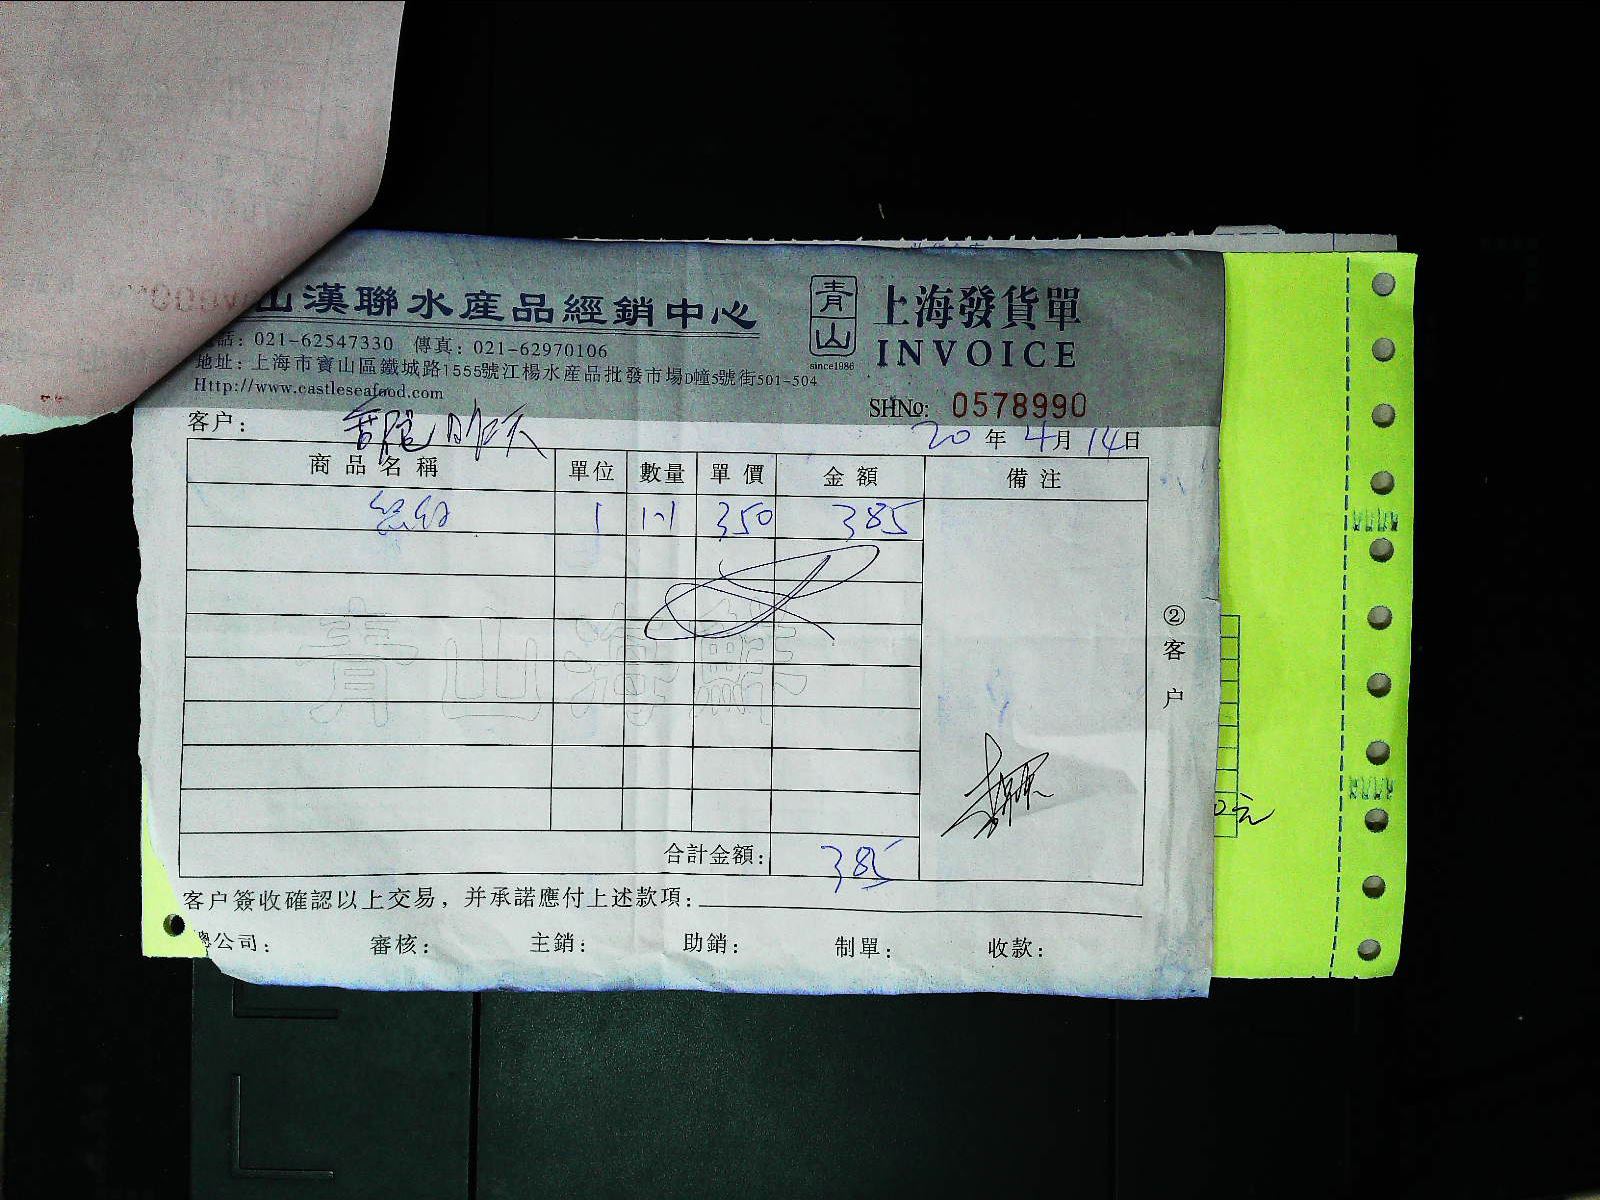 山漢聯水産品經銷中心
話: 021-62547330 傳真: 021-62970106
地址: 上海市寶山區鐵城路1555號江楊水産品批發市場D幢5號街501-504
Http://www.castleseafood.com
青山
since1986
上海發貨單
INVOICE
SHNo: 0578990
客户:
20 年 4月 14日
商品名稱 單位 數量 單價 金額 備注
1 1.1 350 385
青山海鮮
合計金額: 385
②客户
客户簽收確認以上交易，并承諾應付上述款項:
總公司: 審核: 主銷: 助銷: 制單: 收款:
元